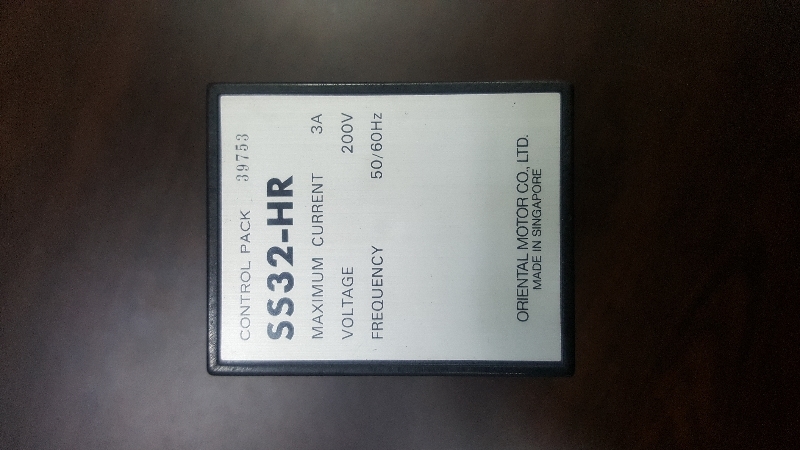 CONTROL PACK 39753
SS32-HR
MAXIMUM CURRENT 3A
VOLTAGE 200V
FREQUENCY 50/60Hz
ORIENTAL MOTOR CO., LTD.
MADE IN SINGAPORE